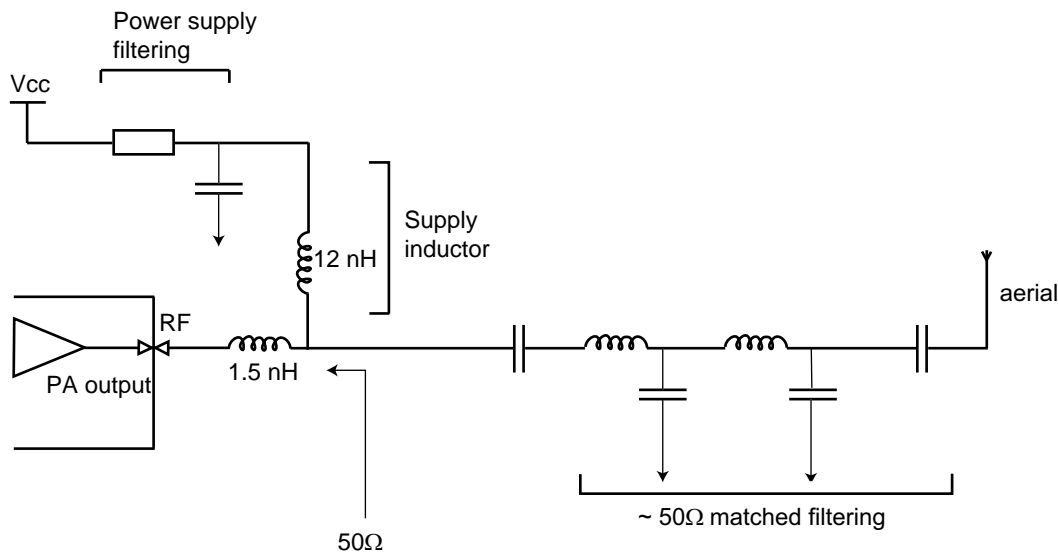 Power supply
filtering
Vcc
Supply
inductor
12 nH
aerial
RF
1.5 nH
PA output
~ 50Ω matched filtering
50Ω